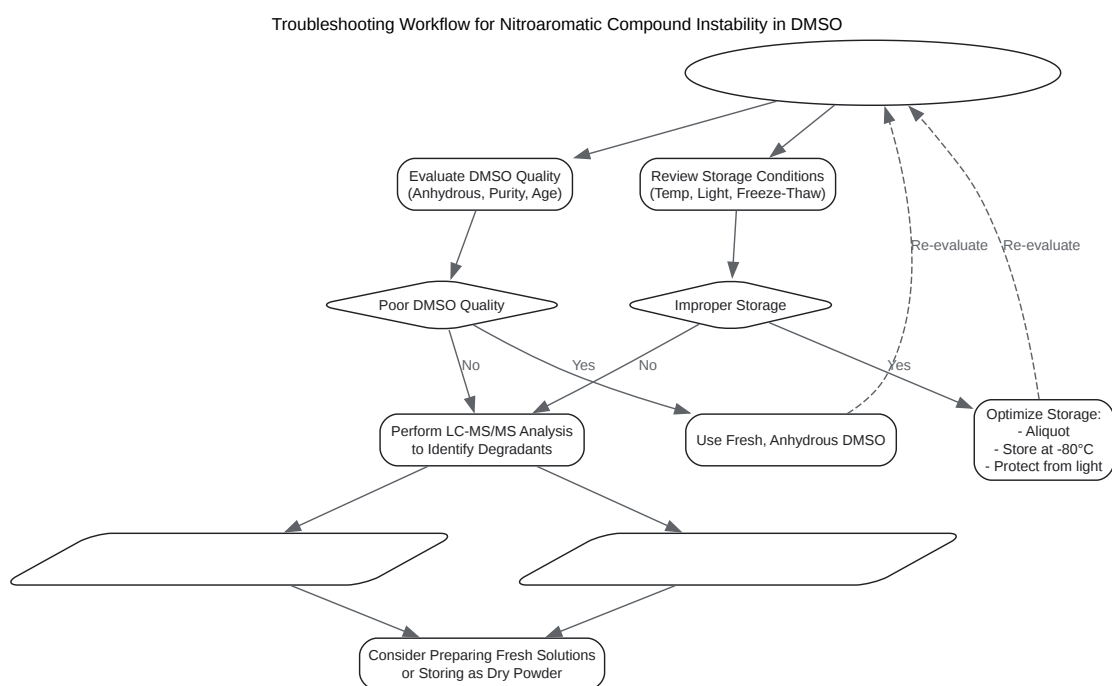 Troubleshooting Workflow for Nitroaromatic Compound Instability in DMSO
Evaluate DMSO Quality
(Anhydrous, Purity, Age)
Review Storage Conditions
(Temp, Light, Freeze-Thaw)
Re-evaluate
Re-evaluate
Poor DMSO Quality
Improper Storage
No
Yes
No
Yes
Perform LC-MS/MS Analysis
to Identify Degradants
Use Fresh, Anhydrous DMSO
Optimize Storage:
- Aliquot
- Store at -80°C
- Protect from light
Consider Preparing Fresh Solutions
or Storing as Dry Powder